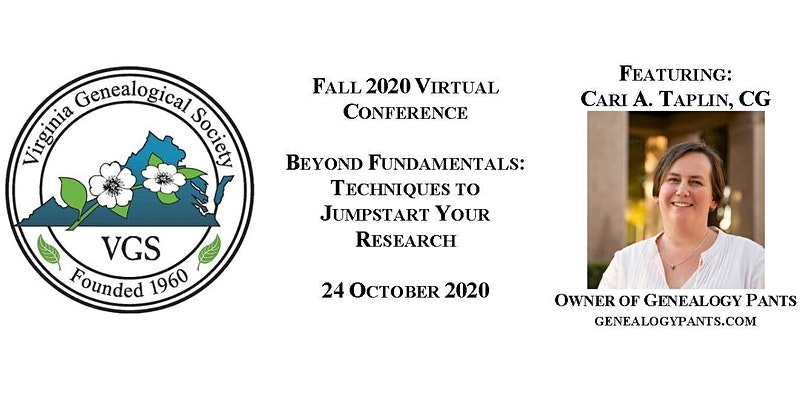 Virginia Genealogical Society
VGS
Founded 1960
FALL 2020 VIRTUAL
CONFERENCE
BEYOND FUNDAMENTALS:
TECHNIQUES TO
JUMPSTART YOUR
RESEARCH
24 OCTOBER 2020
FEATURING:
CARI A. TAPLIN, CG
OWNER OF GENEALOGY PANTS
GENEALOGYPANTS.COM